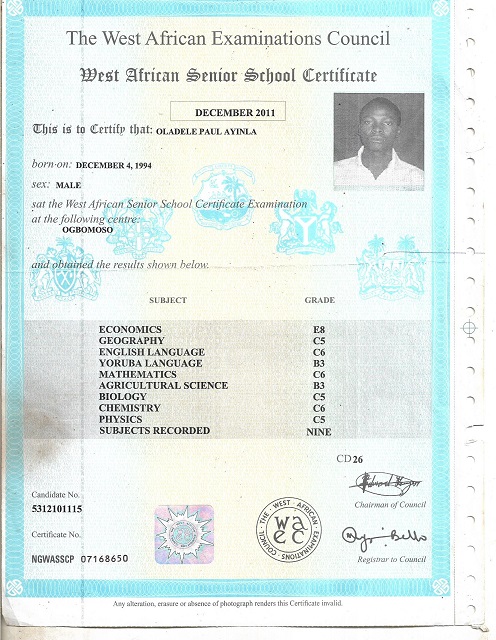 The West African Examinations Council
West African Senior School Certificate
DECEMBER 2011
This is to Certify that: OLADELE PAUL AYINLA
born on: DECEMBER 4, 1994
sex: MALE
sat the West African Senior School Certificate Examination
at the following centre:
OGBOMOSO
and obtained the results shown below.
SUBJECT GRADE
ECONOMICS E8
GEOGRAPHY C5
ENGLISH LANGUAGE C6
YORUBA LANGUAGE B3
MATHEMATICS C6
AGRICULTURAL SCIENCE B3
BIOLOGY C5
CHEMISTRY C6
PHYSICS C5
SUBJECTS RECORDED NINE
CD 26
Candidate No.
5312101115
Chairman of Council
Certificate No.
NGWASSCP 07168650
THE WEST AFRICAN EXAMINATIONS COUNCIL
wa
ec
Registrar to Council
Any alteration, erasure or absence of photograph renders this Certificate invalid.